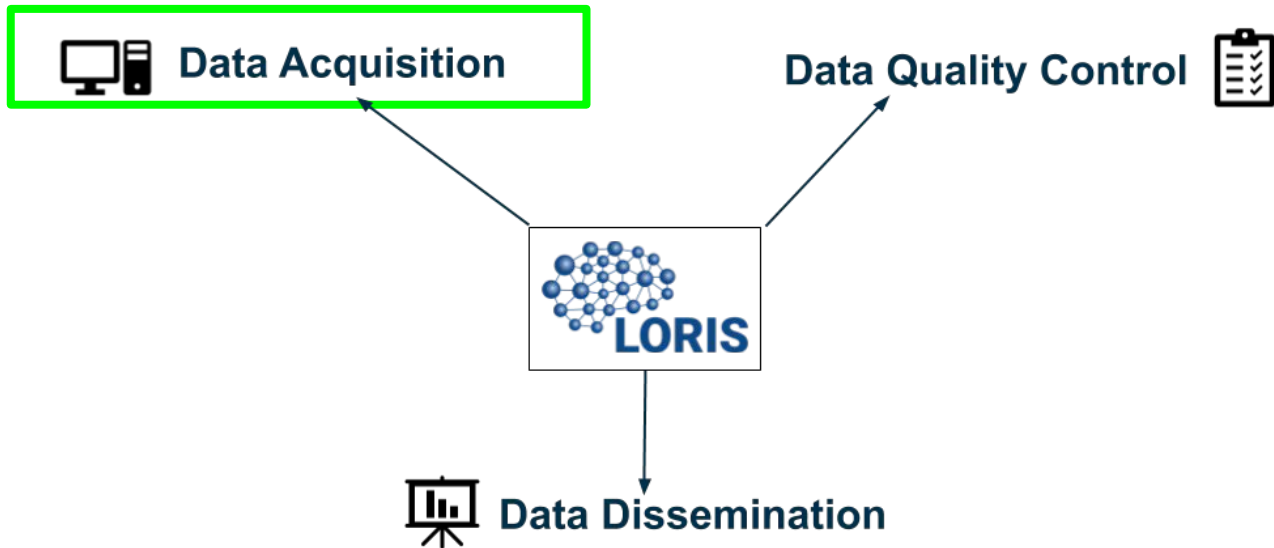 Data Acquisition
Data Quality Control
LORIS
Data Dissemination